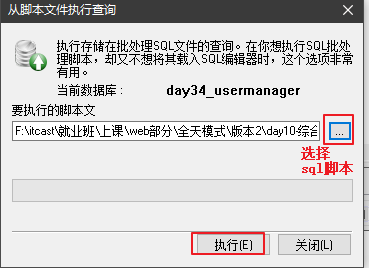 从脚本文件执行查询
执行存储在批处理SQL文件的查询。在你想执行SQL批处
理脚本，却又不想将其载入SQL编辑器时，这个选项非常
有用。
当前数据库： day34_usermanager
要执行的脚本文
F:\itcast\就业班\上课\web部分\全天模式\版本2\day10-综合
...
选择
sql脚本
执行(E)
关闭(L)